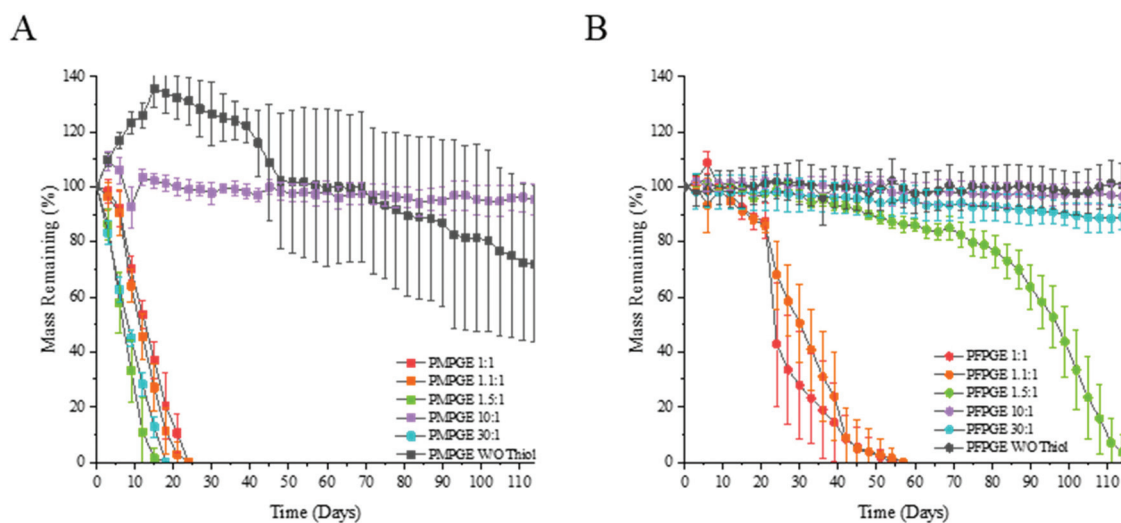 A
B
140
120
100
80
60
40
20
0
Mass Remaining (%)
PMPGE 1:1
PMPGE 1.1:1
PMPGE 1.5:1
PMPGE 10:1
PMPGE 30:1
PMPGE WO Thiol
0 10 20 30 40 50 60 70 80 90 100 110
Time (Days)
140
120
100
80
60
40
20
0
Mass Remaining (%)
PFPGE 1:1
PFPGE 1.1:1
PFPGE 1.5:1
PFPGE 10:1
PFPGE 30:1
PFPGE WO Thiol
0 10 20 30 40 50 60 70 80 90 100 110
Time (Days)